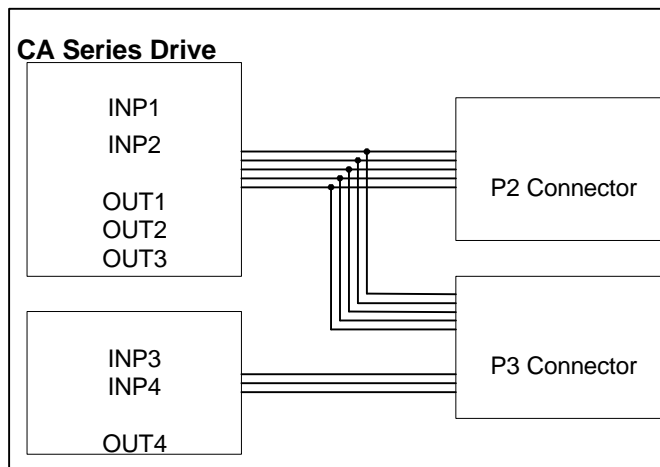 CA Series Drive
INP1
INP2
OUT1
OUT2
OUT3
P2 Connector
INP3
INP4
OUT4
P3 Connector